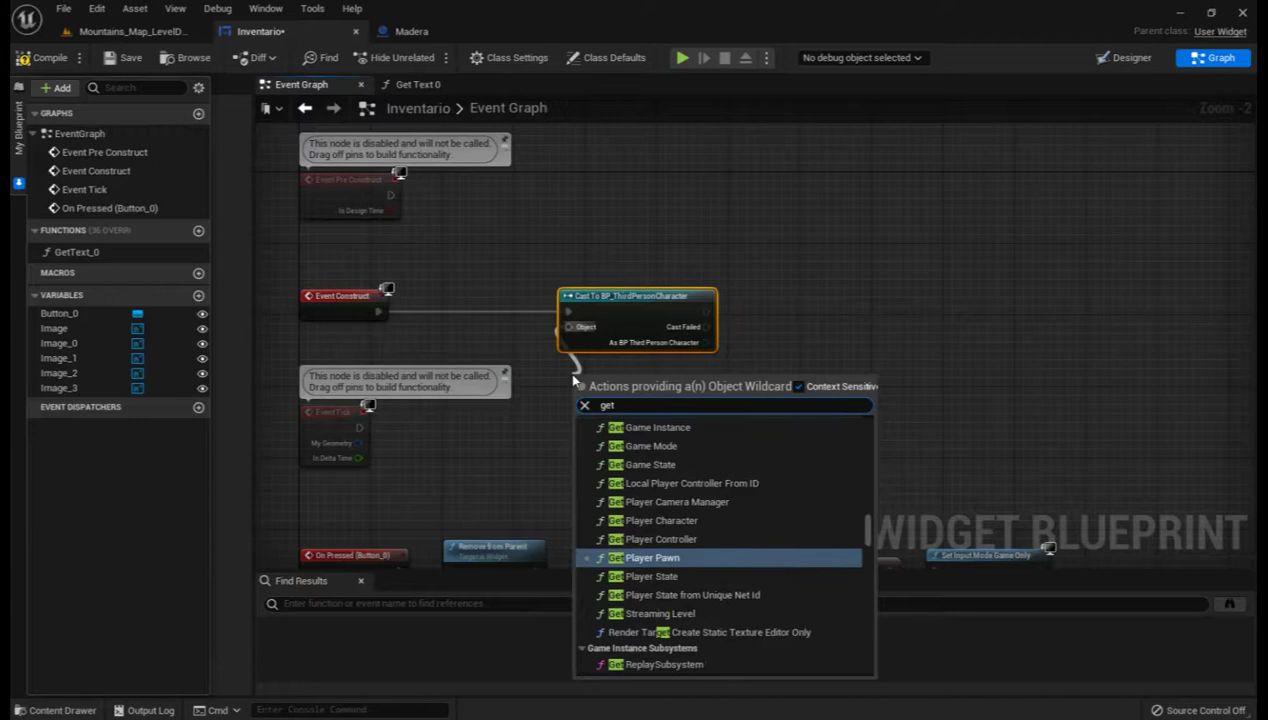 File Edit Asset View Debug Window Tools Help
Mountains_Map_LevelD... Inventario• Madera Parent class: User Widget
Compile Save Browse Diff Find Hide Unrelated Class Settings Class Defaults No debug object selected Designer Graph
My Blueprint
Add Search
GRAPHS
EventGraph
Event Pre Construct
Event Construct
Event Tick
On Pressed (Button_0)
FUNCTIONS (36 OVERRI
GetText_0
MACROS
VARIABLES
Button_0
Image
Image_0
Image_1
Image_2
Image_3
EVENT DISPATCHERS
Event Graph Get Text 0
Inventario > Event Graph Zoom -2
This node is disabled and will not be called.
Drag off pins to build functionality.
Event Pre Construct
In Design Time
Event Construct
Cast To BP_ThirdPersonCharacter
Object Cast Failed
As BP Third Person Character
This node is disabled and will not be called.
Drag off pins to build functionality.
Event Tick
My Geometry
In Delta Time
Actions providing a(n) Object Wildcard Context Sensitive
get
Get Game Instance
Get Game Mode
Get Game State
Get Local Player Controller From ID
Get Player Camera Manager
Get Player Character
Get Player Controller
Get Player Pawn
Get Player State
Get Player State from Unique Net Id
Get Streaming Level
Render Target Create Static Texture Editor Only
Game Instance Subsystems
Get ReplaySubsystem
WIDGET BLUEPRINT
On Pressed (Button_0)
Remove from Parent
Target is Widget
Set Input Mode Game Only
Find Results
Enter function or event name to find references...
Content Drawer Output Log Cmd Enter Console Command Source Control Off